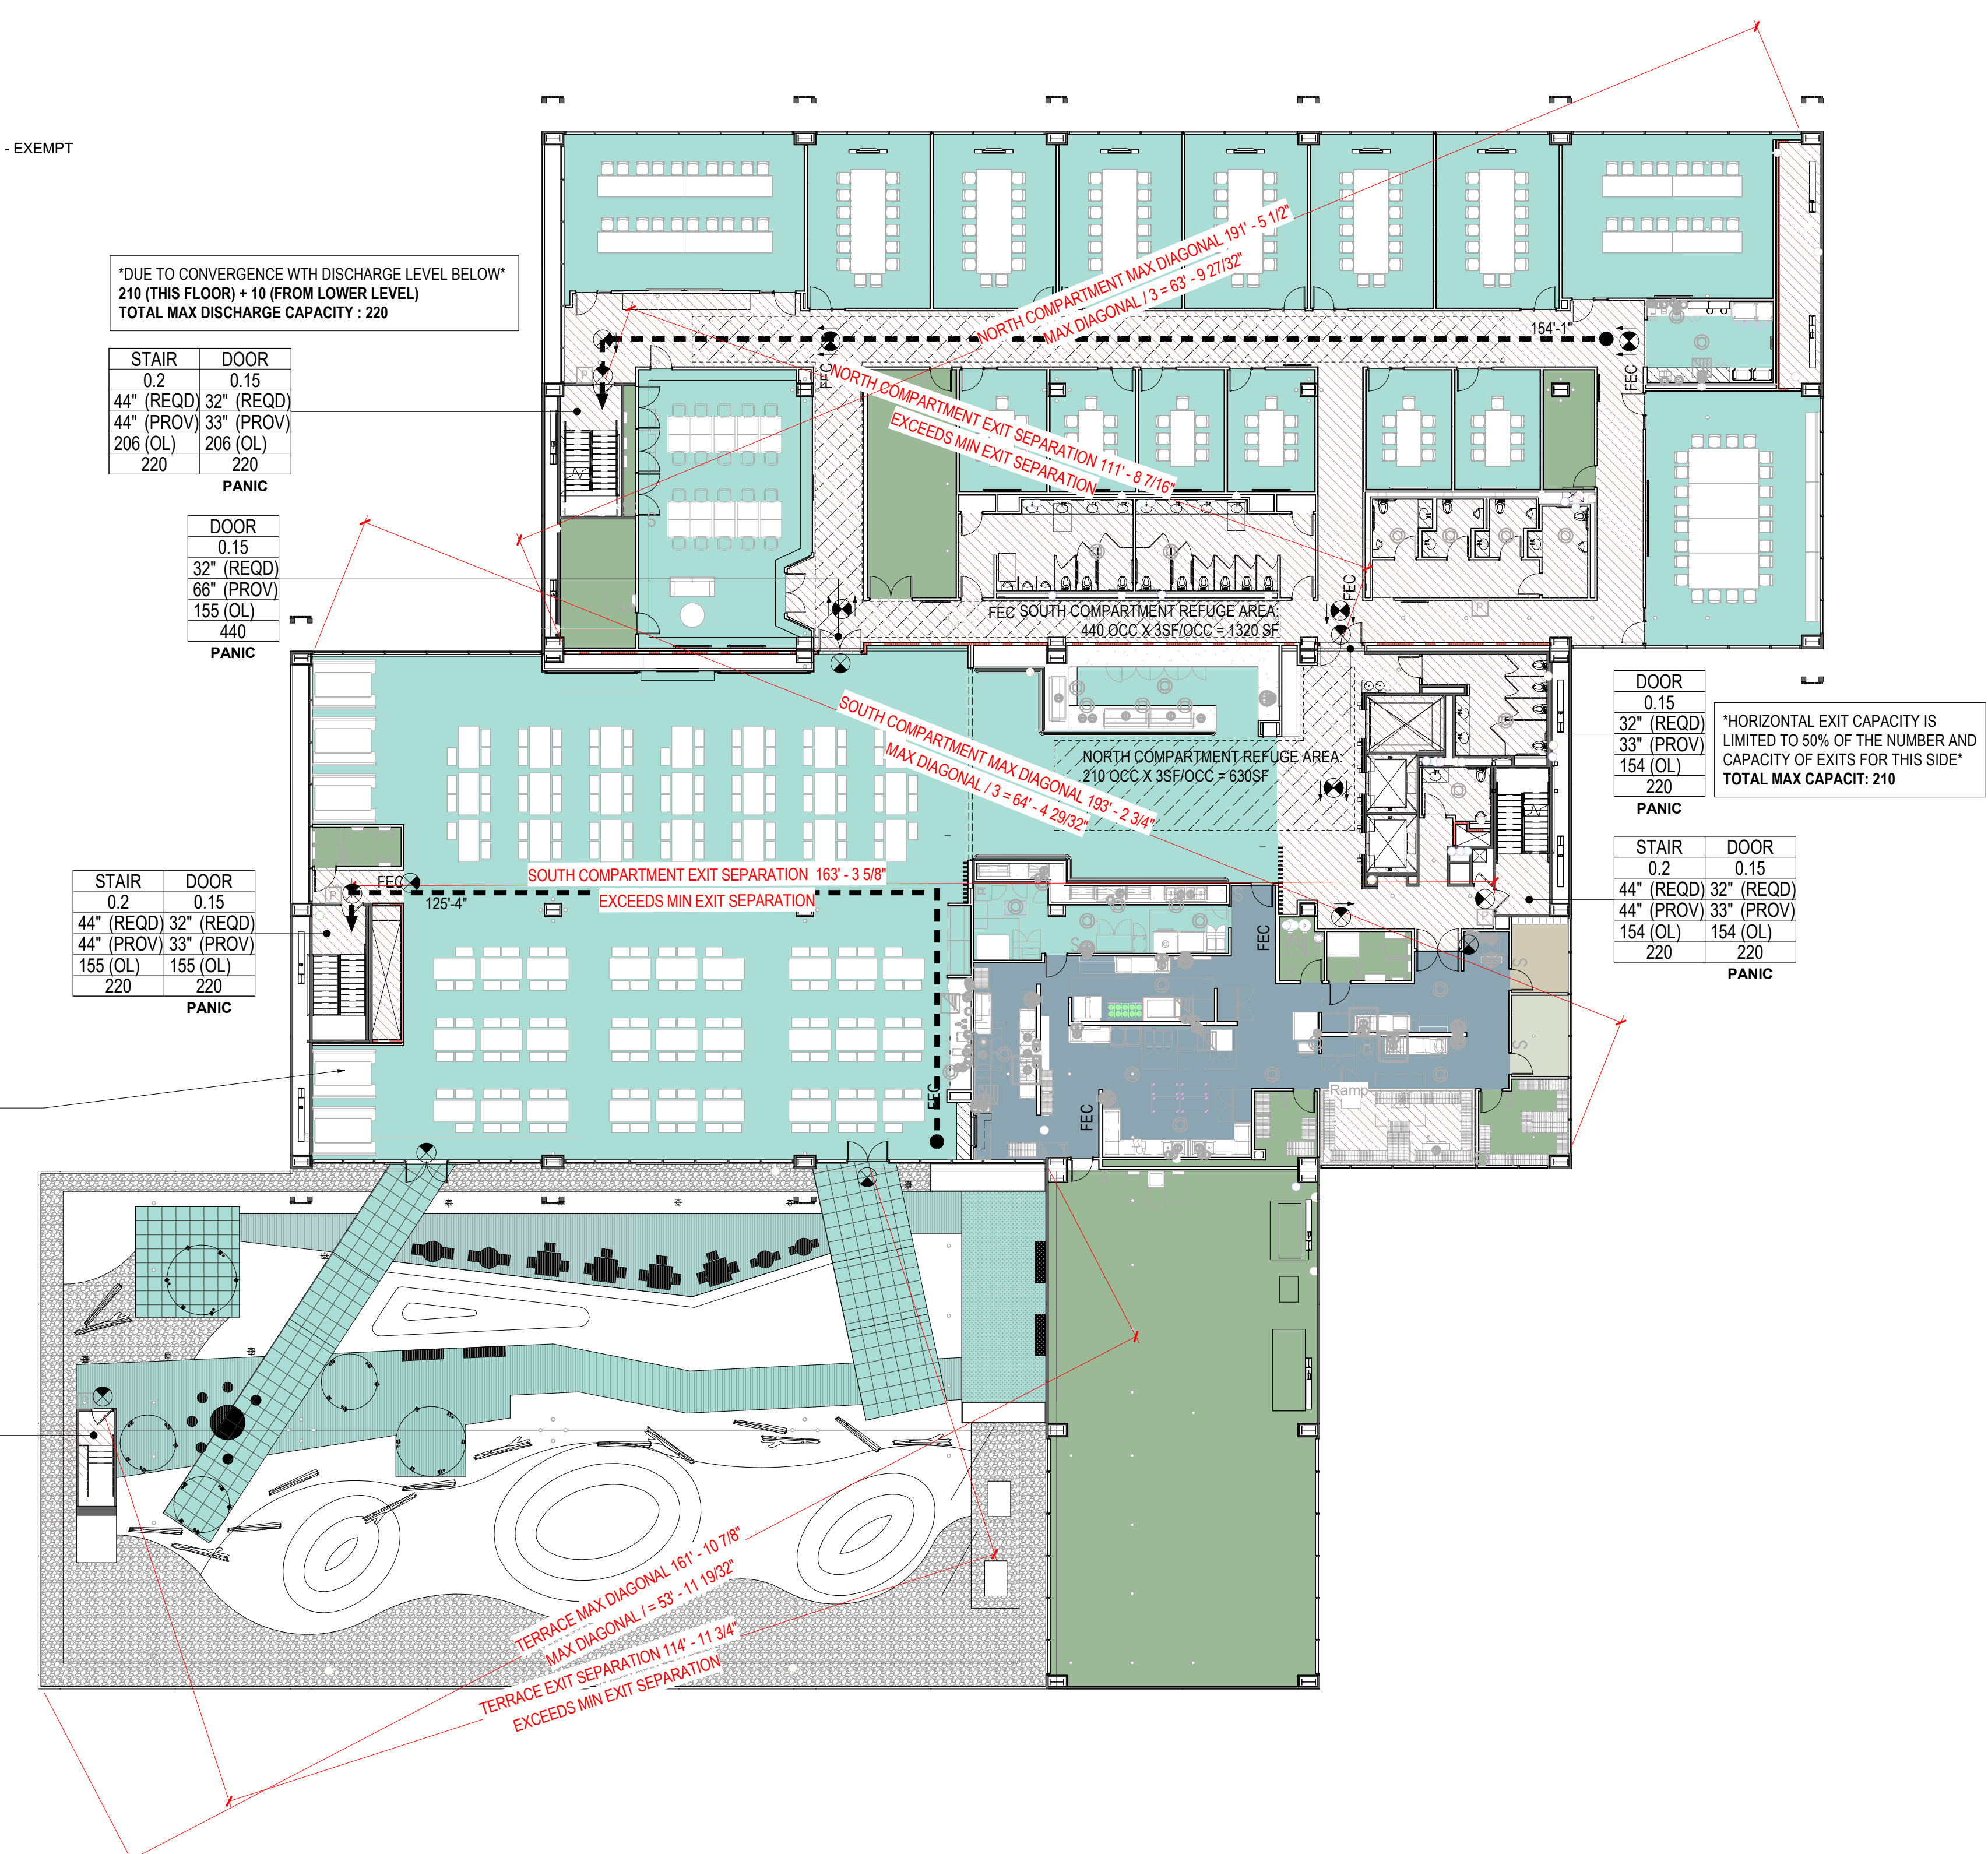 - EXEMPT
*DUE TO CONVERGENCE WTH DISCHARGE LEVEL BELOW*
210 (THIS FLOOR) + 10 (FROM LOWER LEVEL)
TOTAL MAX DISCHARGE CAPACITY : 220
STAIR DOOR
0.2 0.15
44" (REQD) 32" (REQD)
44" (PROV) 33" (PROV)
206 (OL) 206 (OL)
220 220
PANIC
DOOR
0.15
32" (REQD)
66" (PROV)
155 (OL)
440
PANIC
NORTH COMPARTMENT MAX DIAGONAL 191' - 5 1/2"
MAX DIAGONAL / 3 = 63' - 9 27/32"
154'-1"
FEC
FEC
NORTH COMPARTMENT EXIT SEPARATION 111' - 8 7/16"
EXCEEDS MIN EXIT SEPARATION
FEC
FEC SOUTH COMPARTMENT REFUGE AREA:
440 OCC X 3SF/OCC = 1320 SF
SOUTH COMPARTMENT MAX DIAGONAL 193' - 2 3/4"
MAX DIAGONAL / 3 = 64' - 4 29/32"
NORTH COMPARTMENT REFUGE AREA:
210 OCC X 3SF/OCC = 630SF
DOOR
0.15
32" (REQD)
33" (PROV)
154 (OL)
220
PANIC
*HORIZONTAL EXIT CAPACITY IS
LIMITED TO 50% OF THE NUMBER AND
CAPACITY OF EXITS FOR THIS SIDE*
TOTAL MAX CAPACIT: 210
STAIR DOOR
0.2 0.15
44" (REQD) 32" (REQD)
44" (PROV) 33" (PROV)
154 (OL) 154 (OL)
220 220
PANIC
STAIR DOOR
0.2 0.15
44" (REQD) 32" (REQD)
44" (PROV) 33" (PROV)
155 (OL) 155 (OL)
220 220
PANIC
FEC
125'-4"
SOUTH COMPARTMENT EXIT SEPARATION 163' - 3 5/8"
EXCEEDS MIN EXIT SEPARATION
FEC
FEC
FEC
S
S
Ramp
TERRACE MAX DIAGONAL 161' - 10 7/8"
MAX DIAGONAL / = 53' - 11 19/32"
TERRACE EXIT SEPARATION 114' - 11 3/4"
EXCEEDS MIN EXIT SEPARATION